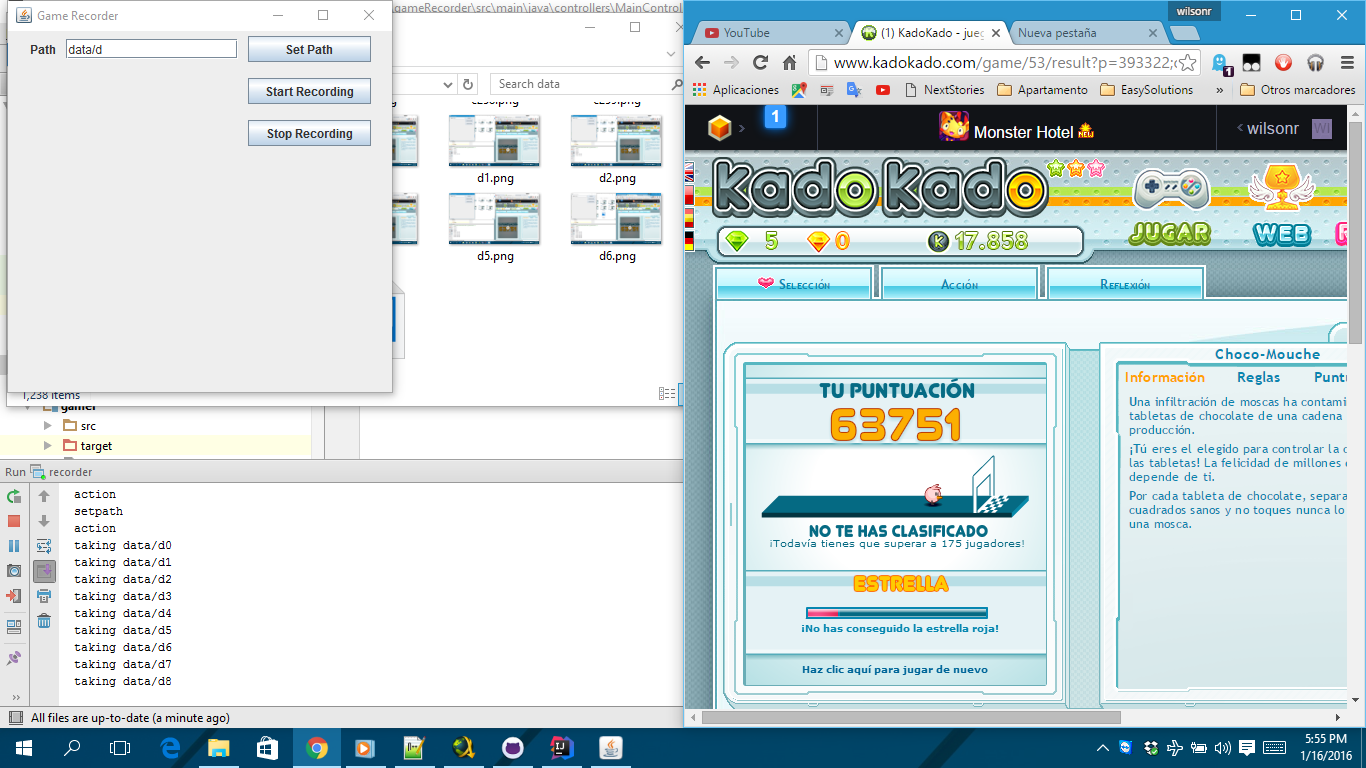 Game Recorder
Path data/d Set Path
Start Recording
Stop Recording
gameRecorder\src\main\java\controllers\MainControl
Search data
d1.png d2.png
d5.png d6.png
1,238 items
src
target
Run recorder
action
setpath
action
taking data/d0
taking data/d1
taking data/d2
taking data/d3
taking data/d4
taking data/d5
taking data/d6
taking data/d7
taking data/d8
All files are up-to-date (a minute ago)
wilsonr
YouTube (1) KadoKado - jueg Nueva pestaña
www.kadokado.com/game/53/result?p=393322;
1
Aplicaciones NextStories Apartamento EasySolutions » Otros marcadores
1 Monster Hotel NEW wilsonr WI
KadoKado
5 0 K 17.858
JUGAR WEB
Selección Acción Reflexión
TU PUNTUACIÓN
63751
NO TE HAS CLASIFICADO
¡Todavía tienes que superar a 175 jugadores!
ESTRELLA
¡No has conseguido la estrella roja!
Haz clic aquí para jugar de nuevo
Choco-Mouche
Información Reglas Puntu
Una infiltración de moscas ha contami
tabletas de chocolate de una cadena
producción.
¡Tú eres el elegido para controlar la c
las tabletas! La felicidad de millones
depende de ti.
Por cada tableta de chocolate, separa
cuadrados sanos y no toques nunca lo
una mosca.
5:55 PM
1/16/2016